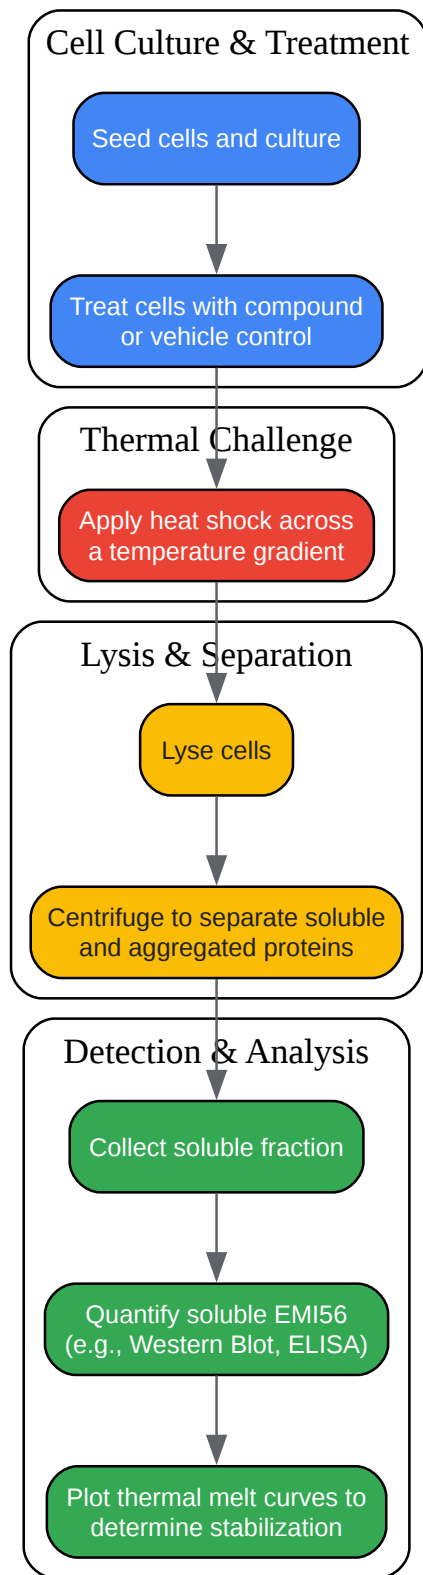 Cell Culture & Treatment
Seed cells and culture
Treat cells with compound
or vehicle control
Thermal Challenge
Apply heat shock across
a temperature gradient
Lysis & Separation
Lyse cells
Centrifuge to separate soluble
and aggregated proteins
Detection & Analysis
Collect soluble fraction
Quantify soluble EMI56
(e.g., Western Blot, ELISA)
Plot thermal melt curves to
determine stabilization